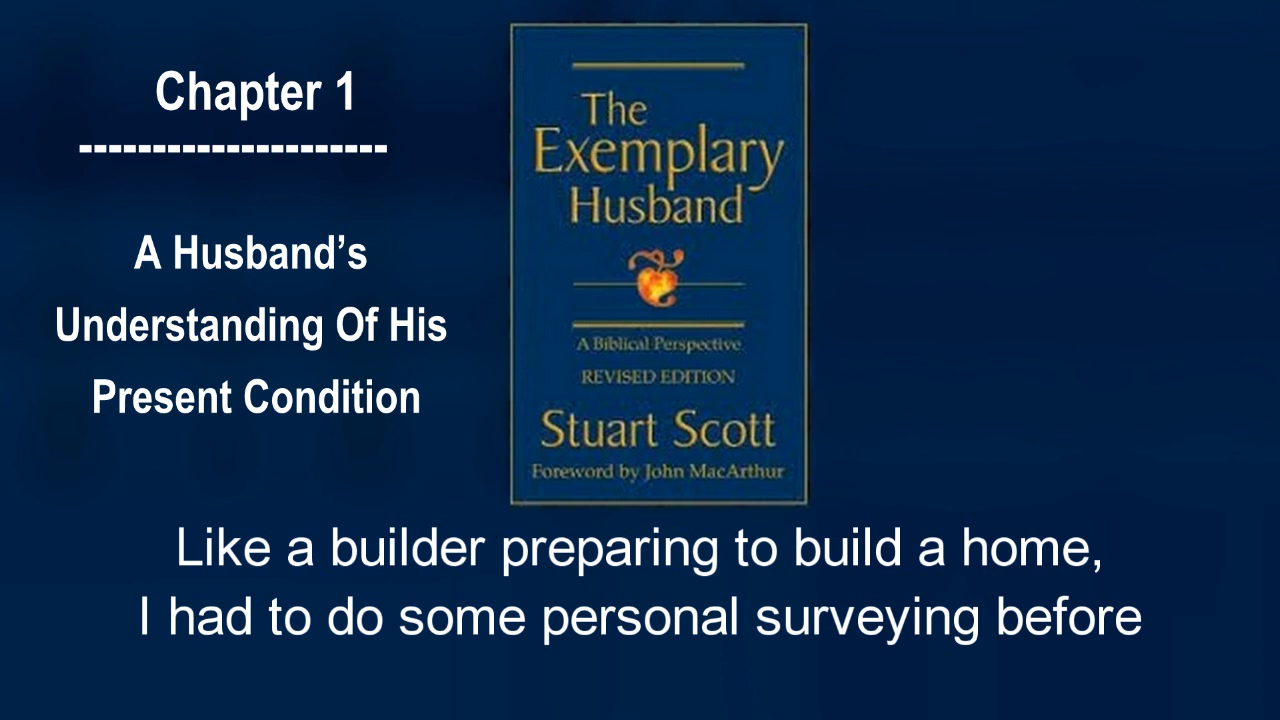 Chapter 1
---------------------
A Husband’s
Understanding Of His
Present Condition
The
Exemplary
Husband
A Biblical Perspective
REVISED EDITION
Stuart Scott
Foreword by John MacArthur
Like a builder preparing to build a home,
I had to do some personal surveying before